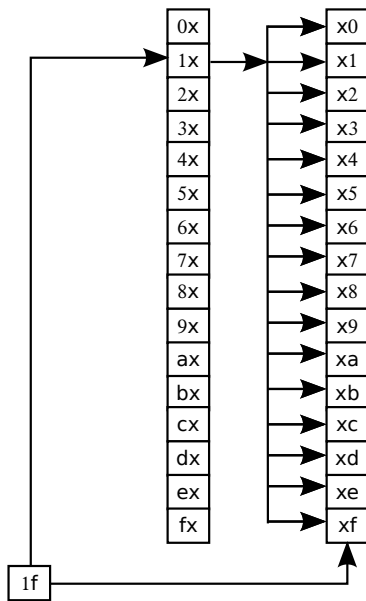 0x x0
1x x1
2x x2
3x x3
4x x4
5x x5
6x x6
7x x7
8x x8
9x x9
ax xa
bx xb
cx xc
dx xd
ex xe
fx xf
1f